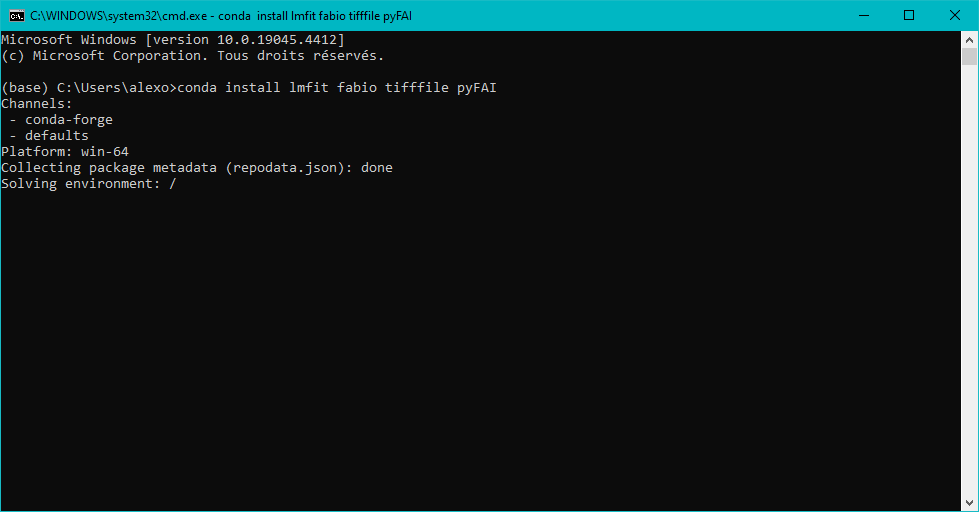 C:\WINDOWS\system32\cmd.exe - conda  install lmfit fabio tifffile pyFAI
Microsoft Windows [version 10.0.19045.4412]
(c) Microsoft Corporation. Tous droits réservés.
(base) C:\Users\alexo>conda install lmfit fabio tifffile pyFAI
Channels:
 - conda-forge
 - defaults
Platform: win-64
Collecting package metadata (repodata.json): done
Solving environment: /